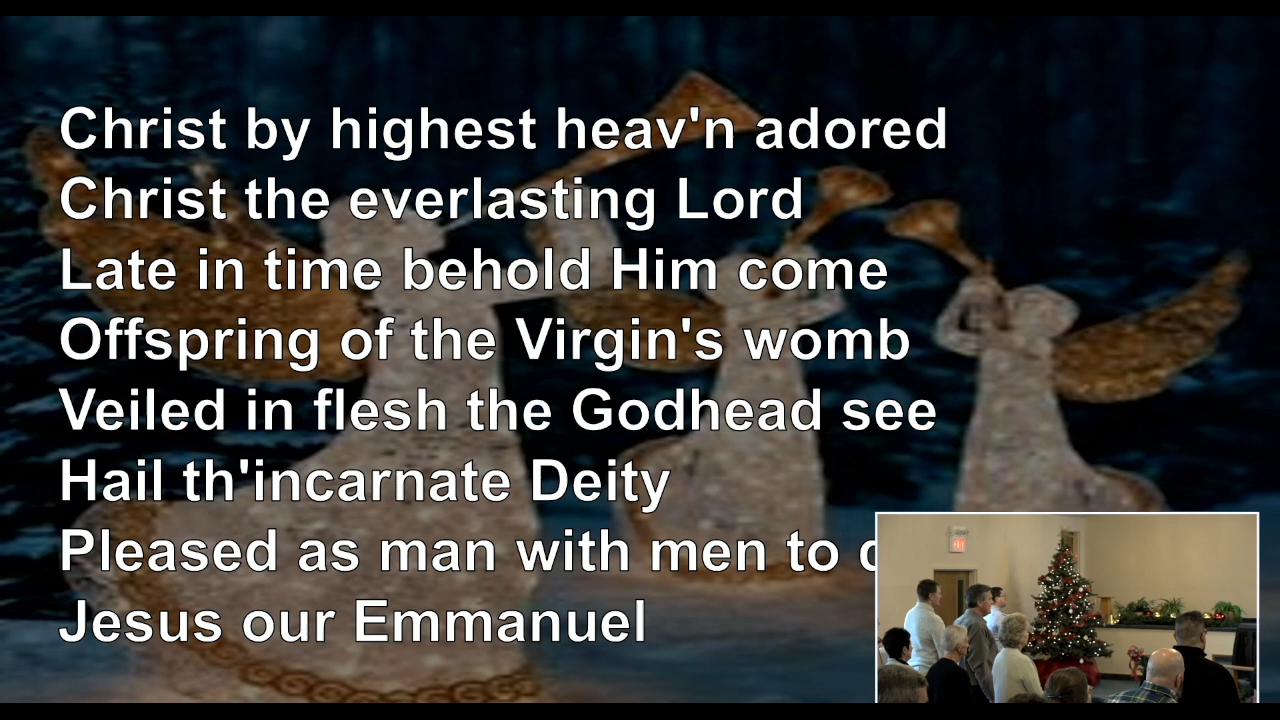 Christ by highest heav'n adored
Christ the everlasting Lord
Late in time behold Him come
Offspring of the Virgin's womb
Veiled in flesh the Godhead see
Hail th'incarnate Deity
Pleased as man with men to
Jesus our Emmanuel